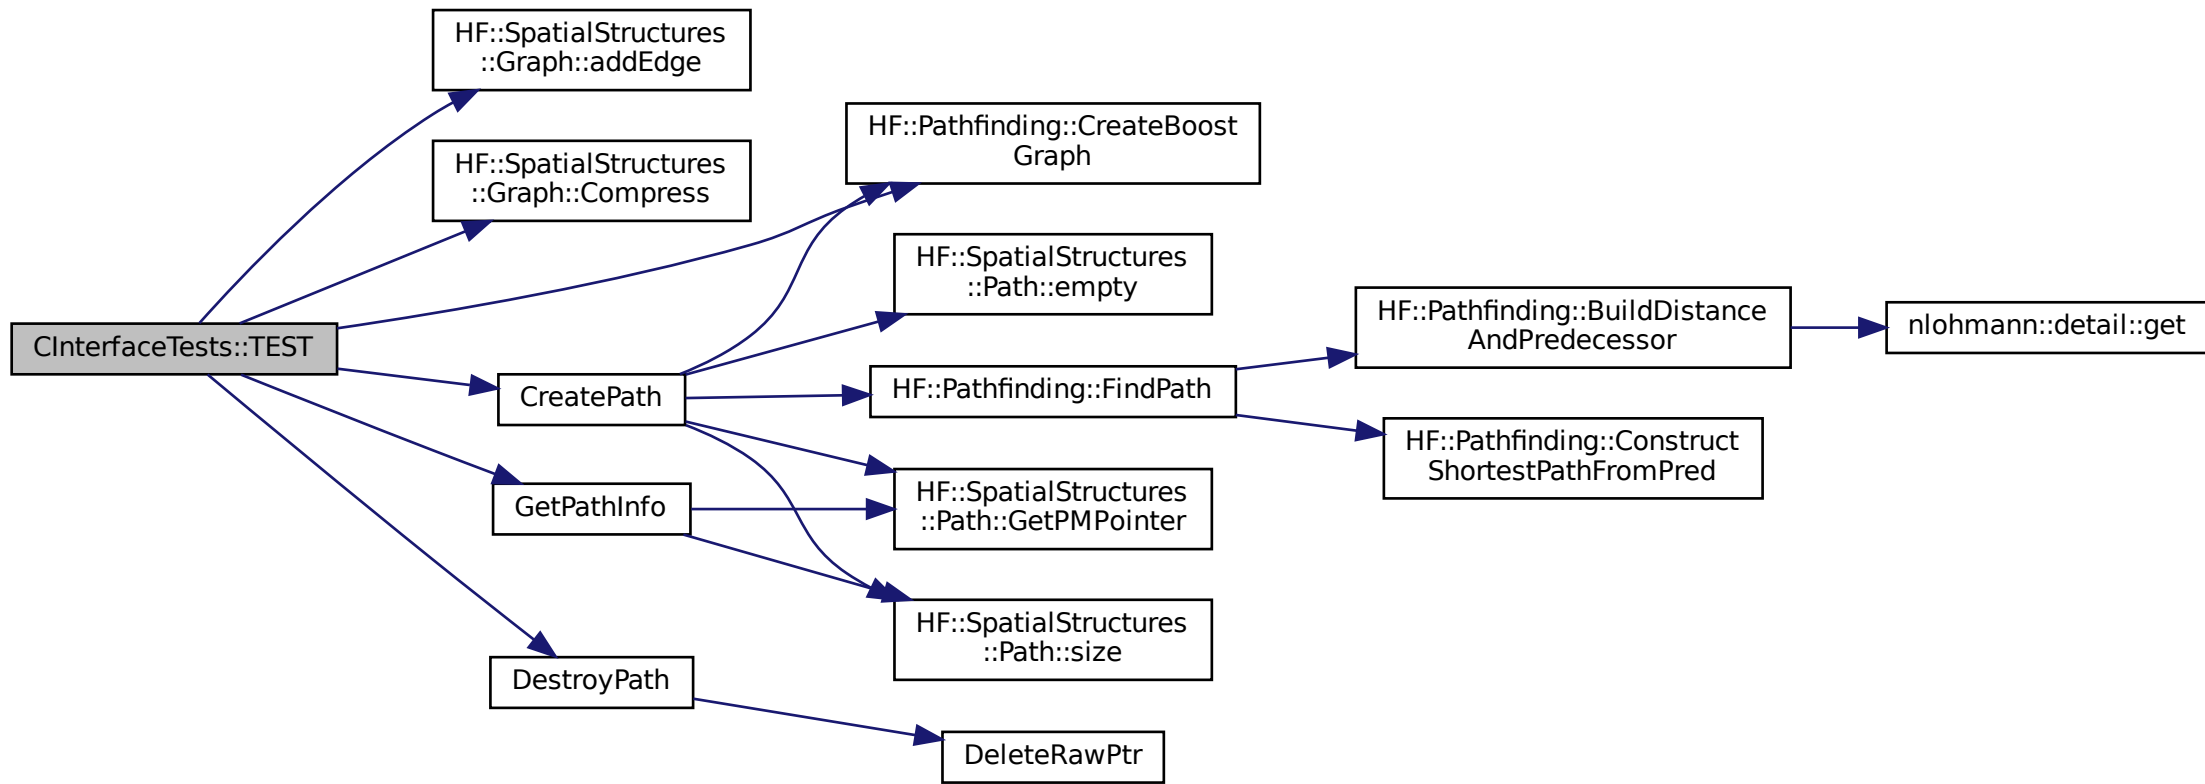 CInterfaceTests::TEST
HF::SpatialStructures
::Graph::addEdge
HF::SpatialStructures
::Graph::Compress
HF::Pathfinding::CreateBoost
Graph
CreatePath
HF::SpatialStructures
::Path::empty
HF::Pathfinding::FindPath
HF::Pathfinding::BuildDistance
AndPredecessor
nlohmann::detail::get
HF::Pathfinding::Construct
ShortestPathFromPred
HF::SpatialStructures
::Path::GetPMPointer
HF::SpatialStructures
::Path::size
GetPathInfo
DestroyPath
DeleteRawPtr